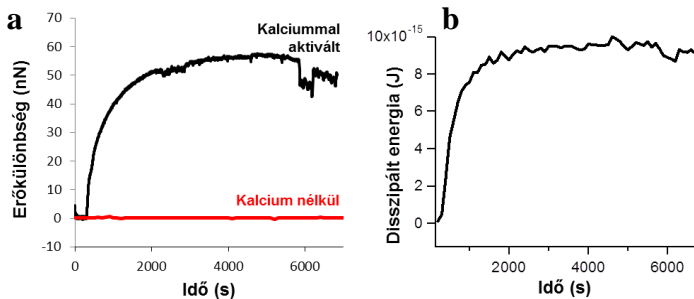 a
Erőkülönbség (nN)
70
60
50
40
30
20
10
0
-10
Kalciummal
aktivált
Kalcium nélkül
0
2000
4000
6000
Idő (s)
b
Disszipált energia (J)
10x10-15
8
6
4
2
0
2000
4000
6000
Idő (s)